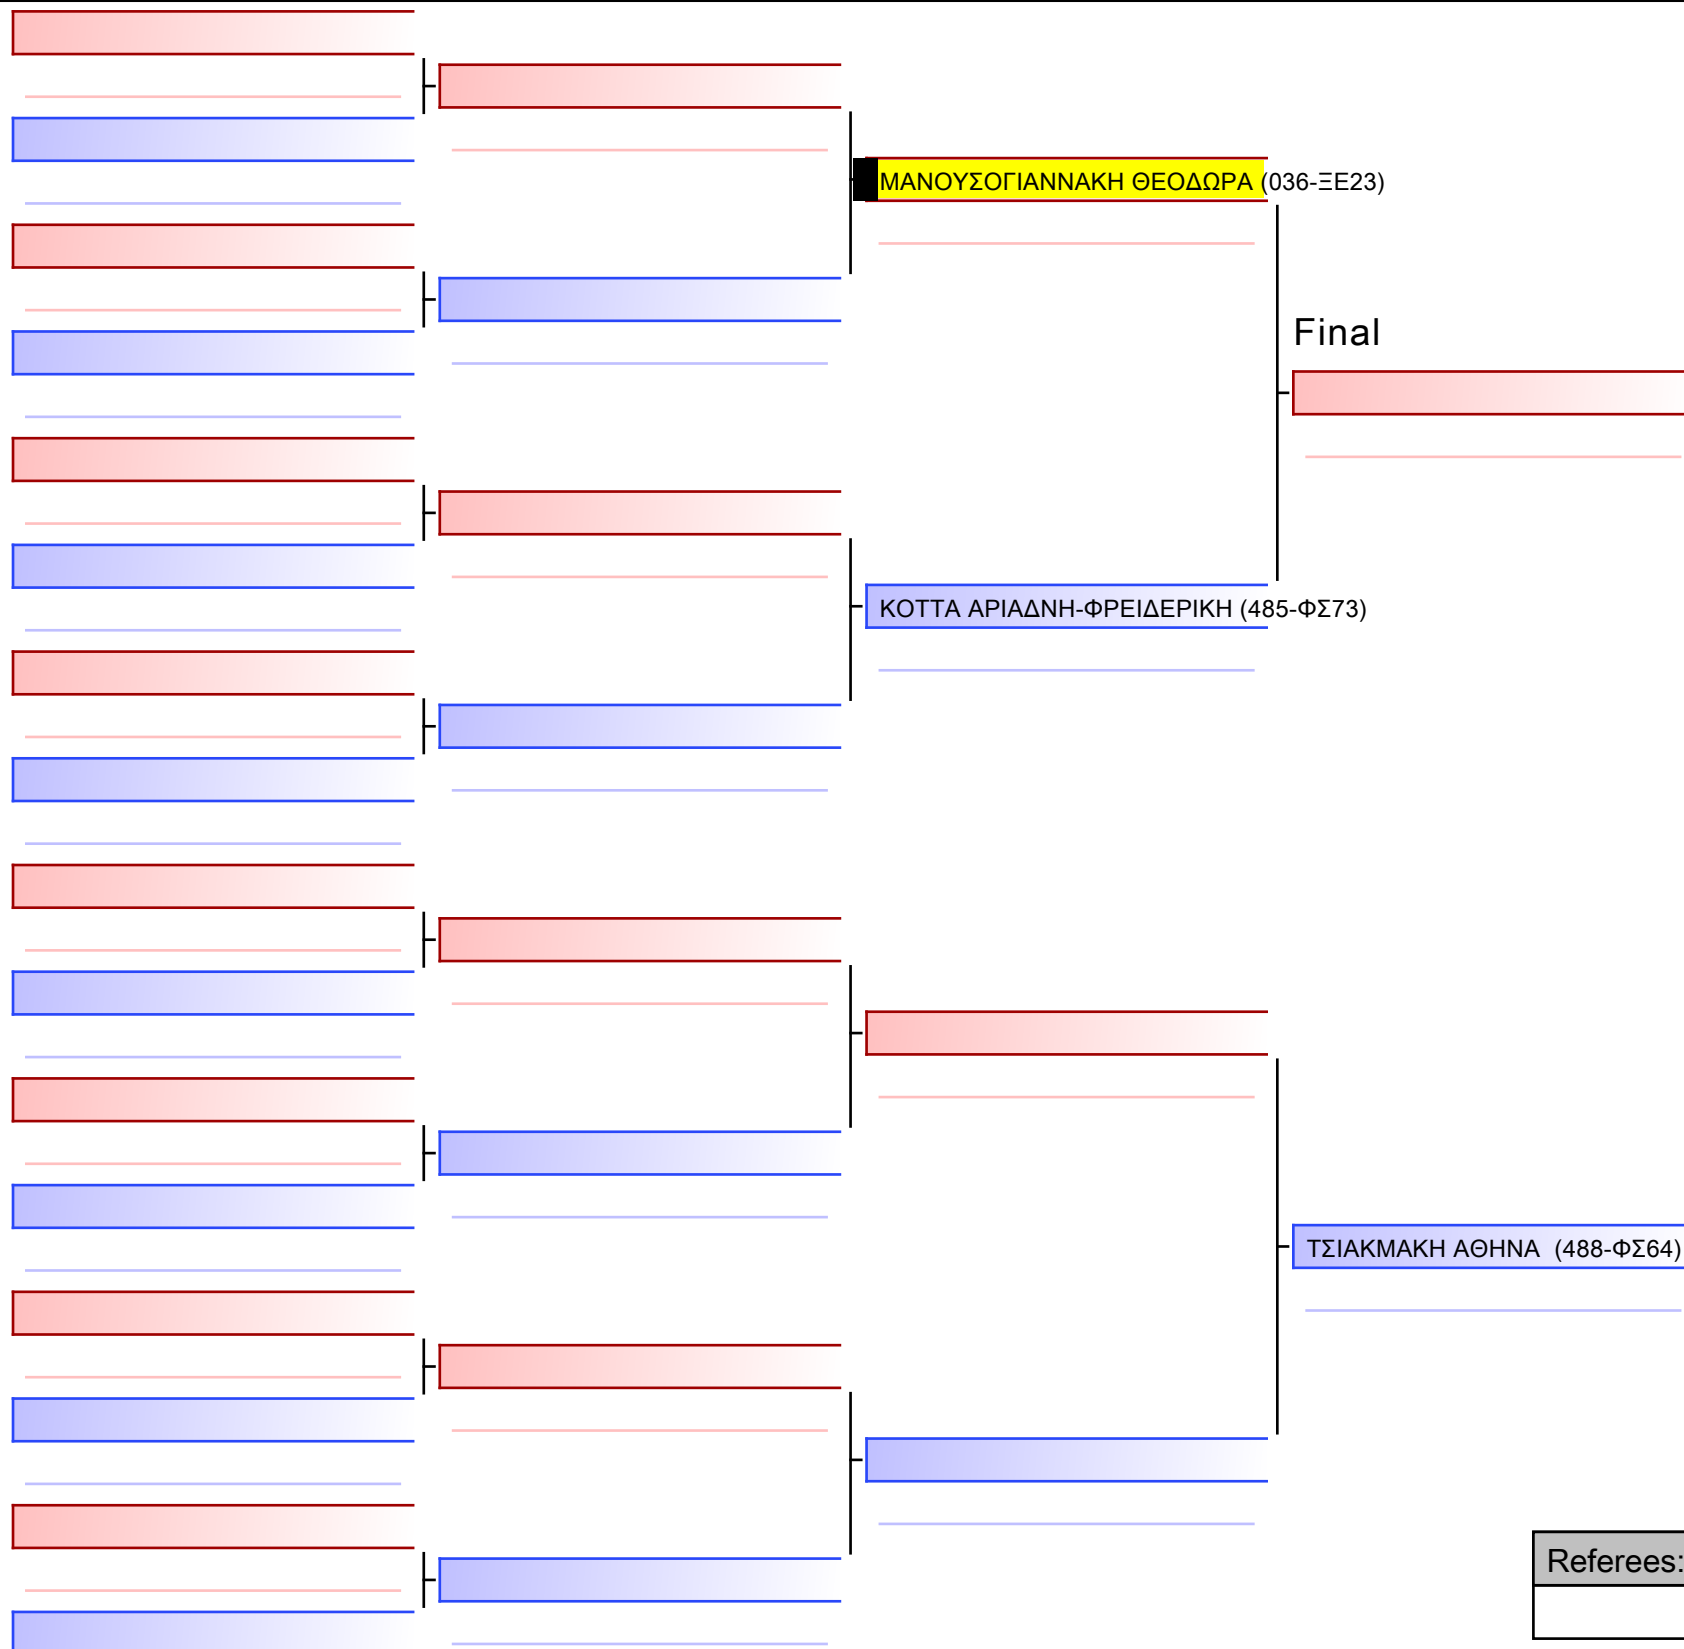 ΜΑΝΟΥΣΟΓΙΑΝΝΑΚΗ ΘΕΟΔΩΡΑ (036-ΞΕ23)
Final
ΚΟΤΤΑ ΑΡΙΑΔΝΗ-ΦΡΕΙΔΕΡΙΚΗ (485-ΦΣ73)
ΤΣΙΑΚΜΑΚΗ ΑΘΗΝΑ (488-ΦΣ64)
Referees: